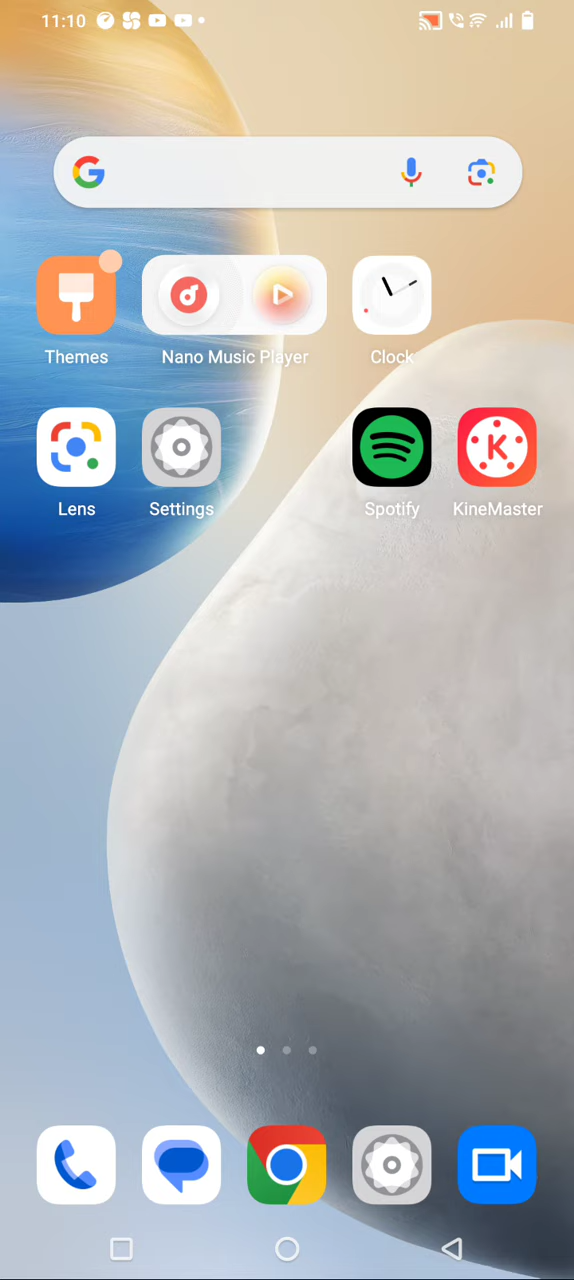 11:10
Themes
Nano Music Player
Clock
Lens
Settings
Spotify
KineMaster